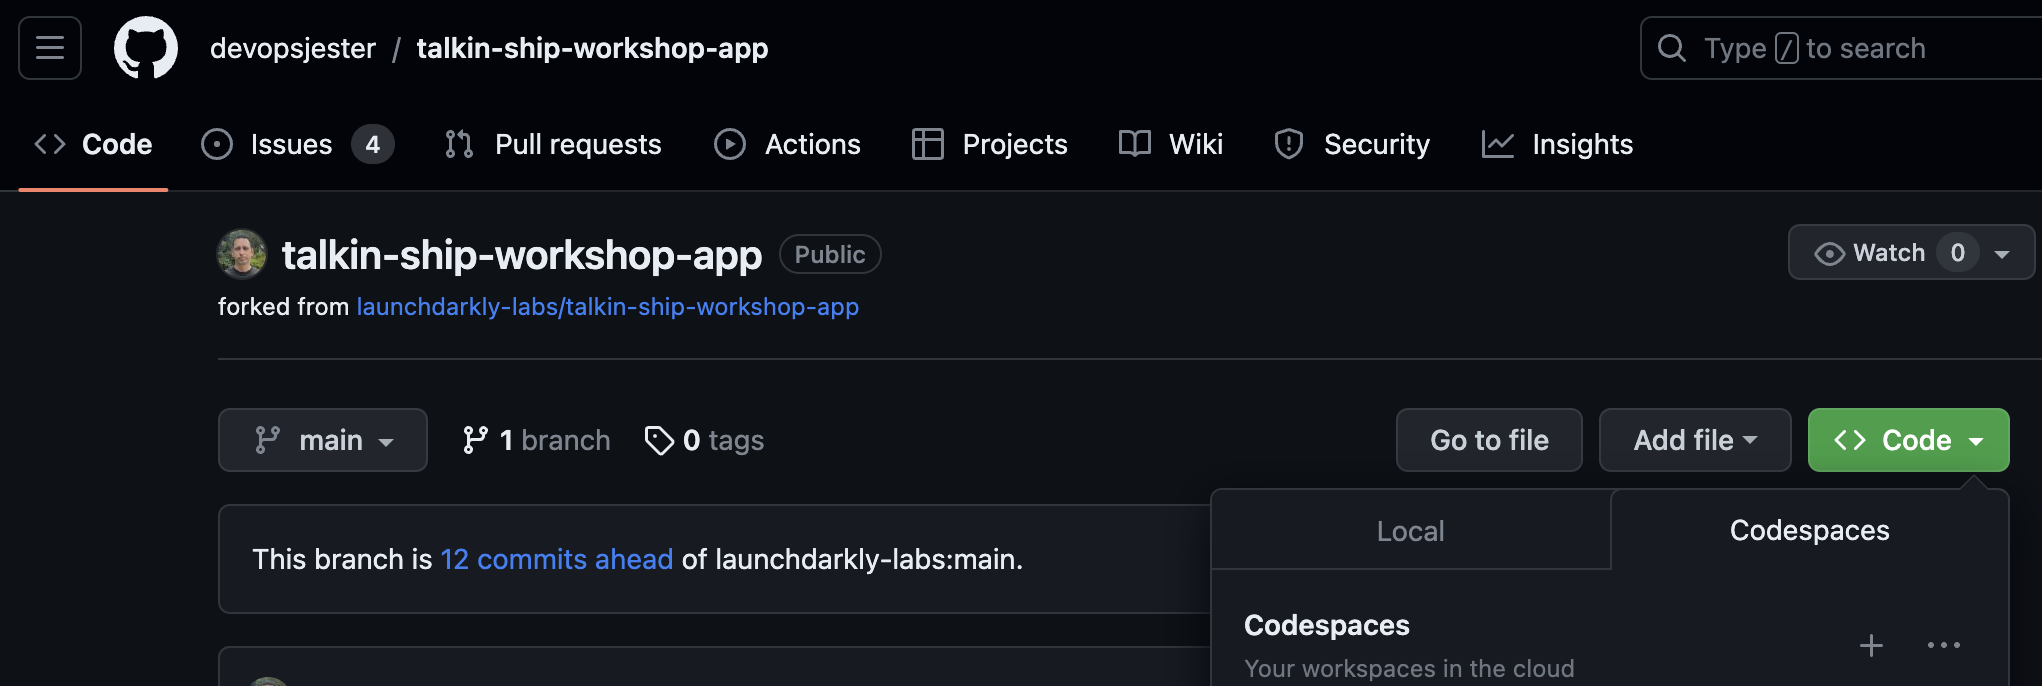 devopsjester / talkin-ship-workshop-app
Type / to search
Code Issues 4 Pull requests Actions Projects Wiki Security Insights
talkin-ship-workshop-app Public
Watch 0
forked from launchdarkly-labs/talkin-ship-workshop-app
main 1 branch 0 tags Go to file Add file Code
Local Codespaces
This branch is 12 commits ahead of launchdarkly-labs:main.
Codespaces
Your workspaces in the cloud